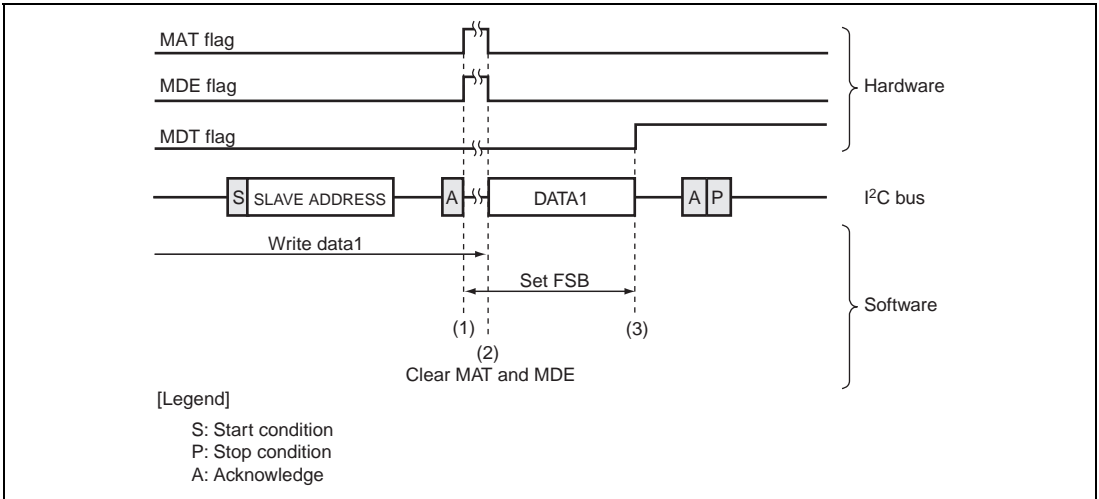 MAT flag
MDE flag
Hardware
MDT flag
S SLAVE ADDRESS A DATA1 A P I²C bus
Write data1
Set FSB
Software
(1) (3)
(2)
Clear MAT and MDE
[Legend]
S: Start condition
P: Stop condition
A: Acknowledge